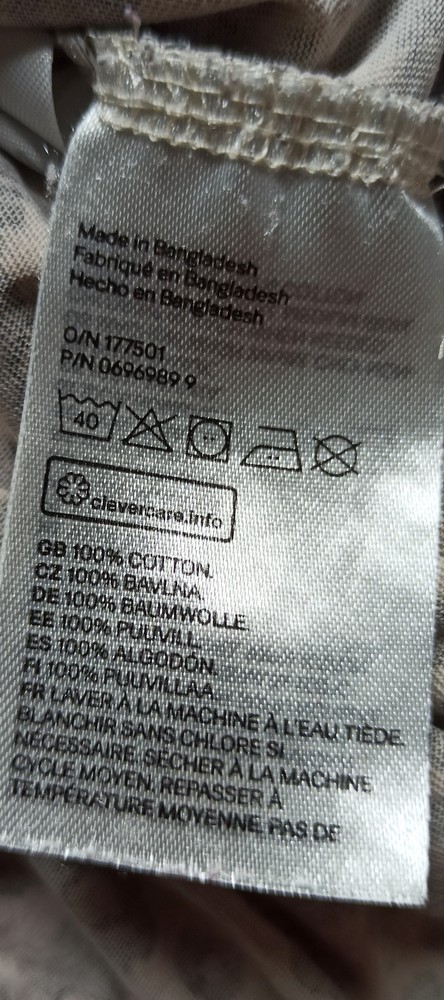 Made in Bangladesh
Fabriqué en Bangladesh
Hecho en Bangladesh
O/N 177501
P/N 0696989 9
40
clevercare.info
GB 100% COTTON.
CZ 100% BAVLNA.
DE 100% BAUMWOLLE.
EE 100% PUUVILL.
ES 100% ALGODÓN.
FI 100% PUUVILLAA.
FR LAVER À LA MACHINE À L'EAU TIÈDE.
BLANCHIR SANS CHLORE SI
NÉCESSAIRE. SÉCHER À LA MACHINE
CYCLE MOYEN. REPASSER À
TEMPÉRATURE MOYENNE. PAS DE